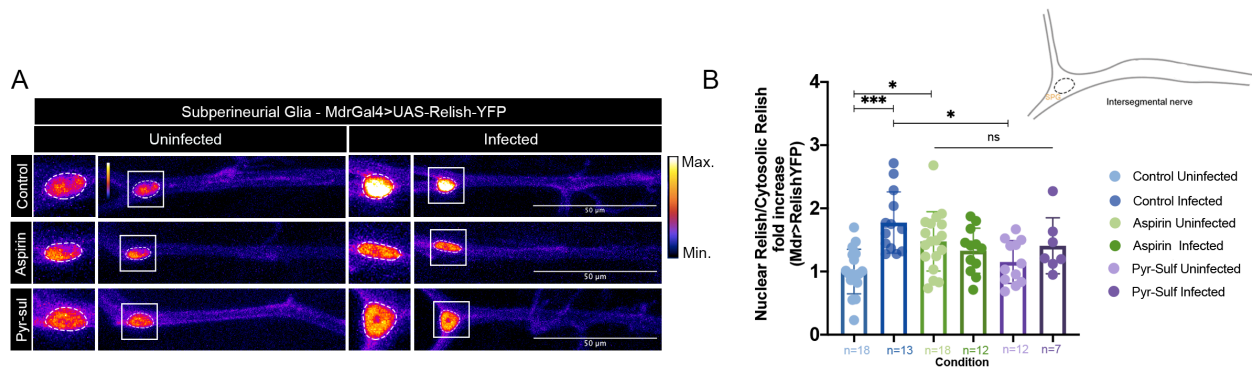 A
Subperineurial Glia - MdrGal4>UAS-Relish-YFP
Uninfected
Infected
Control
50 µm
Aspirin
50 µm
Pyr-sul
50 µm
Max.
Min.
B
Nuclear Relish/Cytosolic Relish
fold increase
(Mdr>RelishYFP)
4
3
2
1
0
*
***
*
ns
n=18
n=13
n=18
n=12
n=12
n=7
Condition
SPG
Intersegmental nerve
Control Uninfected
Control Infected
Aspirin Uninfected
Aspirin Infected
Pyr-Sulf Uninfected
Pyr-Sulf Infected